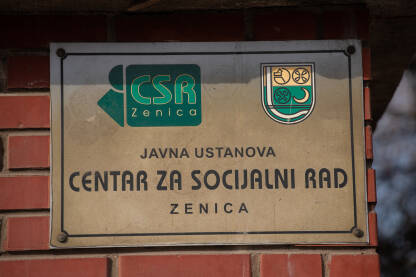 CSR
Zenica
JAVNA USTANOVA
CENTAR ZA SOCIJALNI RAD
ZENICA